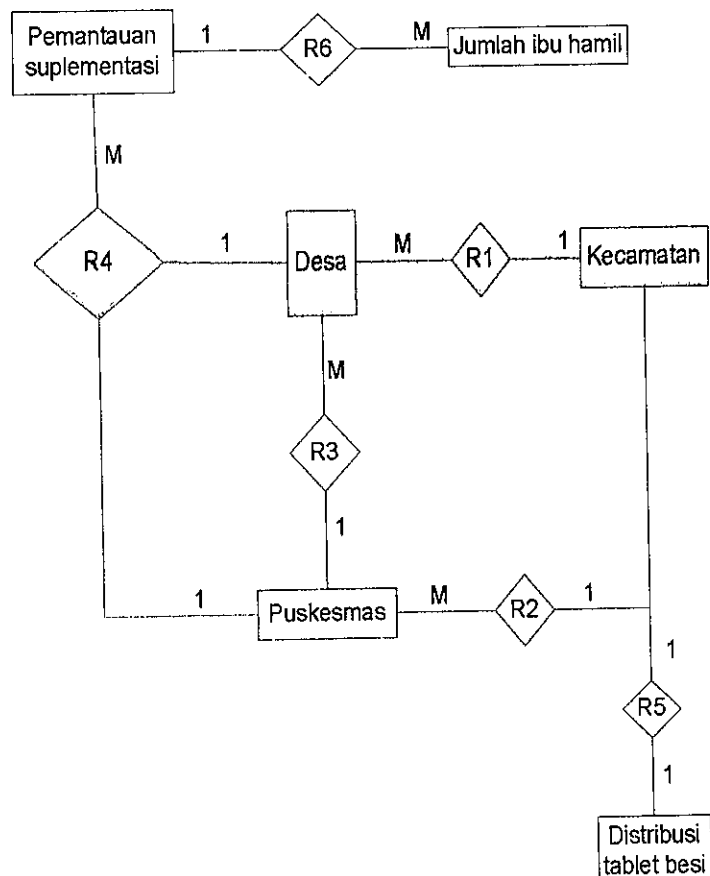 Pemantauan
suplementasi
1
R6
M
Jumlah ibu hamil
M
R4
1
Desa
M
R1
1
Kecamatan
M
R3
1
1
Puskesmas
M
R2
1
1
R5
1
Distribusi
tablet besi